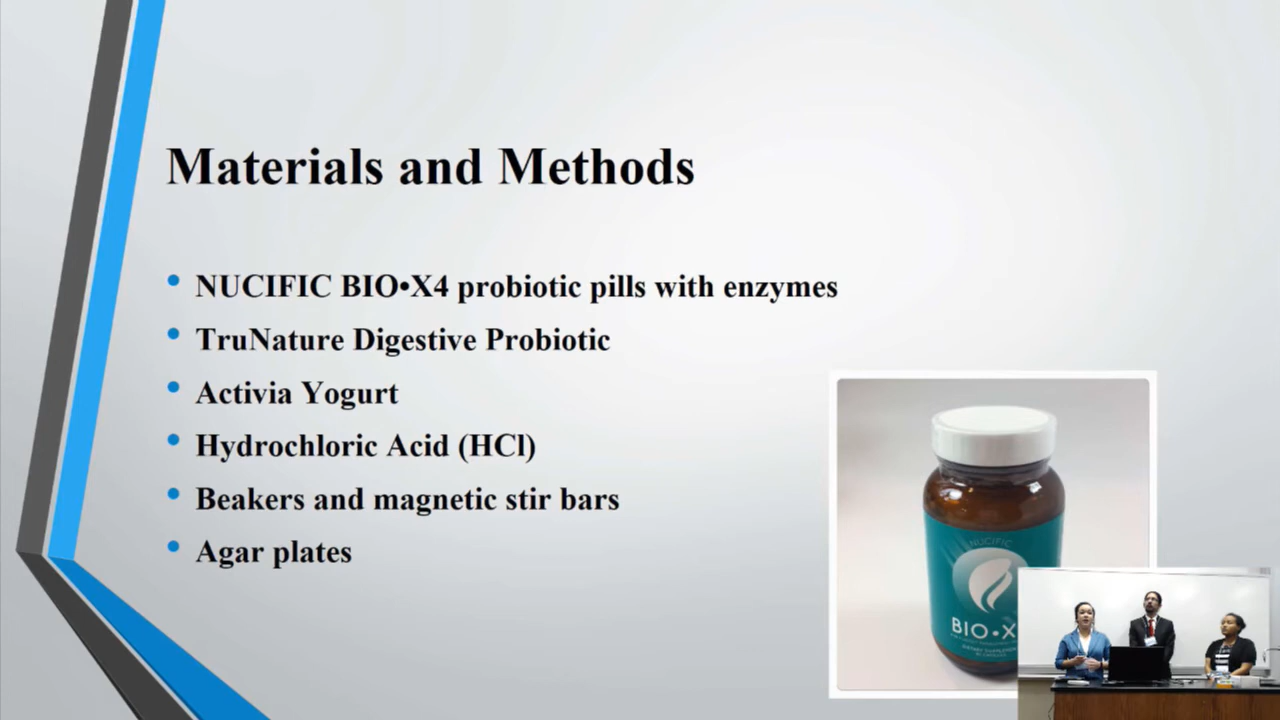 Materials and Methods
• NUCIFIC BIO•X4 probiotic pills with enzymes
• TruNature Digestive Probiotic
• Activia Yogurt
• Hydrochloric Acid (HCl)
• Beakers and magnetic stir bars
• Agar plates
NUCIFIC
BIO•X